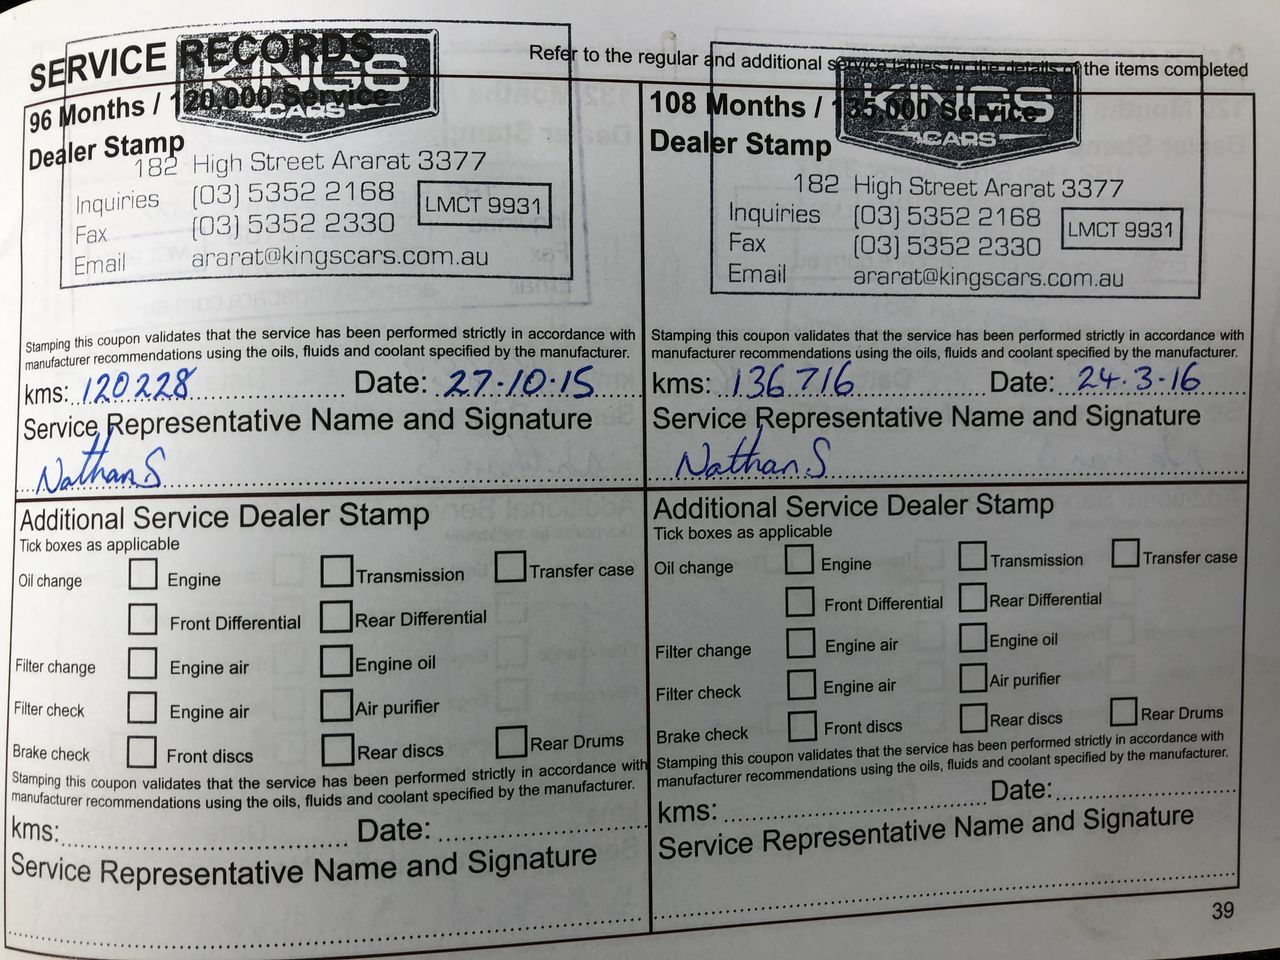 SERVICE RECORDS
Refer to the regular and additional service tables for the details of the items completed
96 Months / 120,000 Service
Dealer Stamp
KINGS
CARS
182 High Street Ararat 3377
Inquiries (03) 5352 2168
Fax (03) 5352 2330
LMCT 9931
Email ararat@kingscars.com.au
Stamping this coupon validates that the service has been performed strictly in accordance with
manufacturer recommendations using the oils, fluids and coolant specified by the manufacturer.
kms: 120228 Date: 27.10.15
Service Representative Name and Signature
Nathan S
Additional Service Dealer Stamp
Tick boxes as applicable
Oil change Engine Transmission Transfer case
Front Differential Rear Differential
Filter change Engine air Engine oil
Filter check Engine air Air purifier
Brake check Front discs Rear discs Rear Drums
Stamping this coupon validates that the service has been performed strictly in accordance with
manufacturer recommendations using the oils, fluids and coolant specified by the manufacturer.
kms: Date:
Service Representative Name and Signature
108 Months / 135,000 Service
Dealer Stamp
KINGS
CARS
182 High Street Ararat 3377
Inquiries (03) 5352 2168
Fax (03) 5352 2330
LMCT 9931
Email ararat@kingscars.com.au
Stamping this coupon validates that the service has been performed strictly in accordance with
manufacturer recommendations using the oils, fluids and coolant specified by the manufacturer.
kms: 136716 Date: 24.3.16
Service Representative Name and Signature
Nathan S
Additional Service Dealer Stamp
Tick boxes as applicable
Oil change Engine Transmission Transfer case
Front Differential Rear Differential
Filter change Engine air Engine oil
Filter check Engine air Air purifier
Brake check Front discs Rear discs Rear Drums
Stamping this coupon validates that the service has been performed strictly in accordance with
manufacturer recommendations using the oils, fluids and coolant specified by the manufacturer.
kms: Date:
Service Representative Name and Signature
39